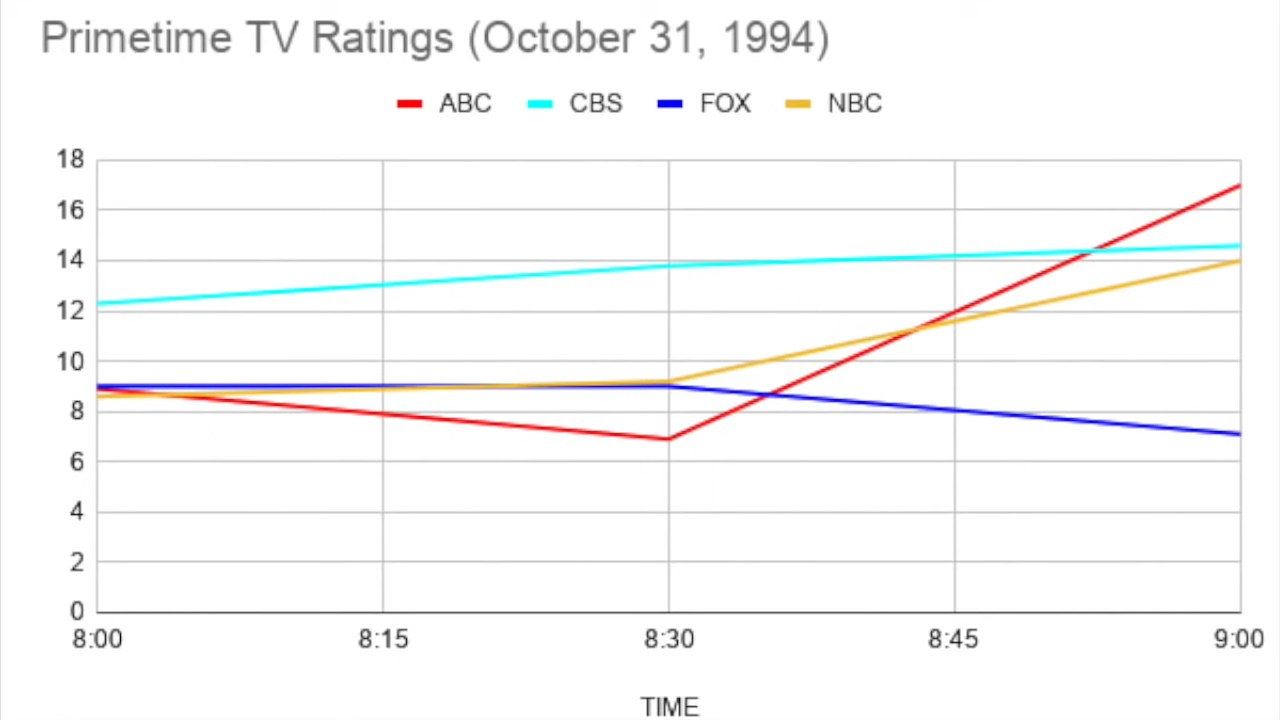 Primetime TV Ratings (October 31, 1994)
ABC CBS FOX NBC
18
16
14
12
10
8
6
4
2
0
8:00 8:15 8:30 8:45 9:00
TIME